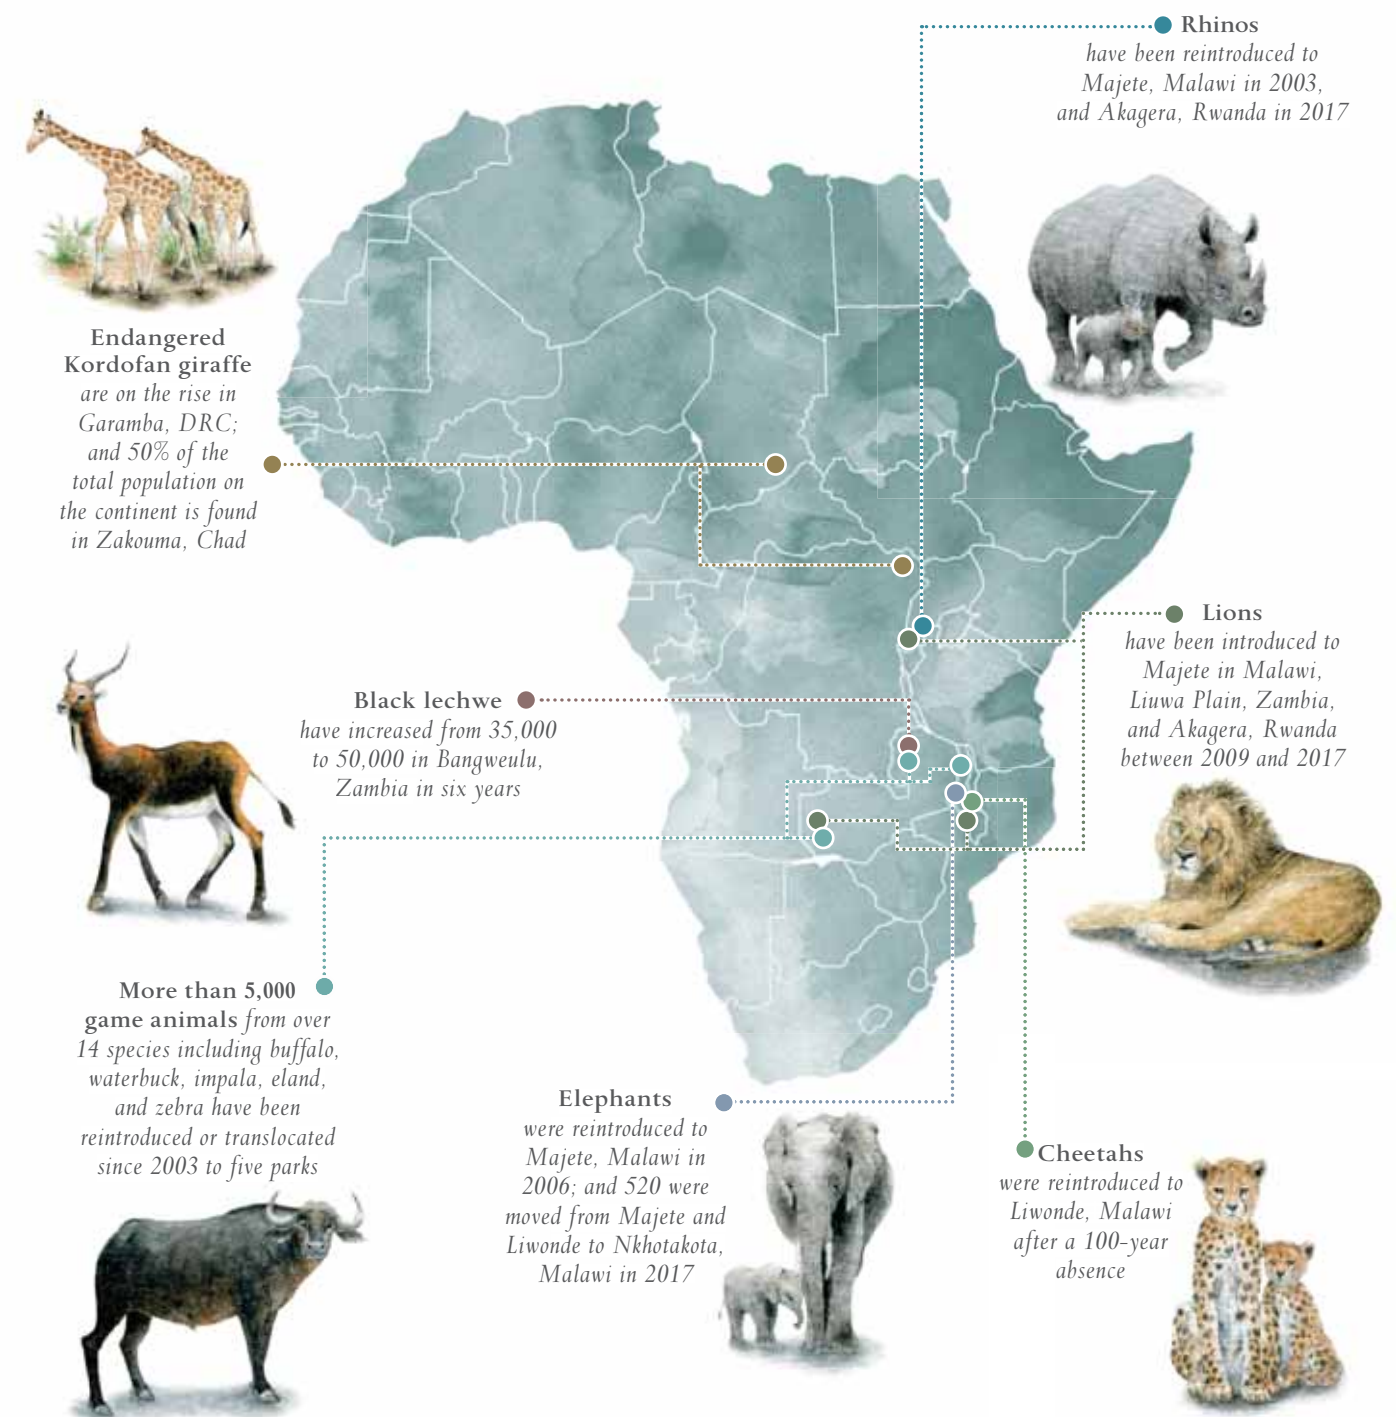 Rhinos
have been reintroduced to
Majete, Malawi in 2003,
and Akagera, Rwanda in 2017
Endangered
Kordofan giraffe
are on the rise in
Garamba, DRC;
and 50% of the
total population on
the continent is found
in Zakouma, Chad
Lions
have been introduced to
Majete in Malawi,
Liuwa Plain, Zambia,
and Akagera, Rwanda
between 2009 and 2017
Black lechwe
have increased from 35,000
to 50,000 in Bangweulu,
Zambia in six years
More than 5,000
game animals from over
14 species including buffalo,
waterbuck, impala, eland,
and zebra have been
reintroduced or translocated
since 2003 to five parks
Elephants
were reintroduced to
Majete, Malawi in
2006; and 520 were
moved from Majete and
Liwonde to Nkhotakota,
Malawi in 2017
Cheetahs
were reintroduced to
Liwonde, Malawi
after a 100-year
absence